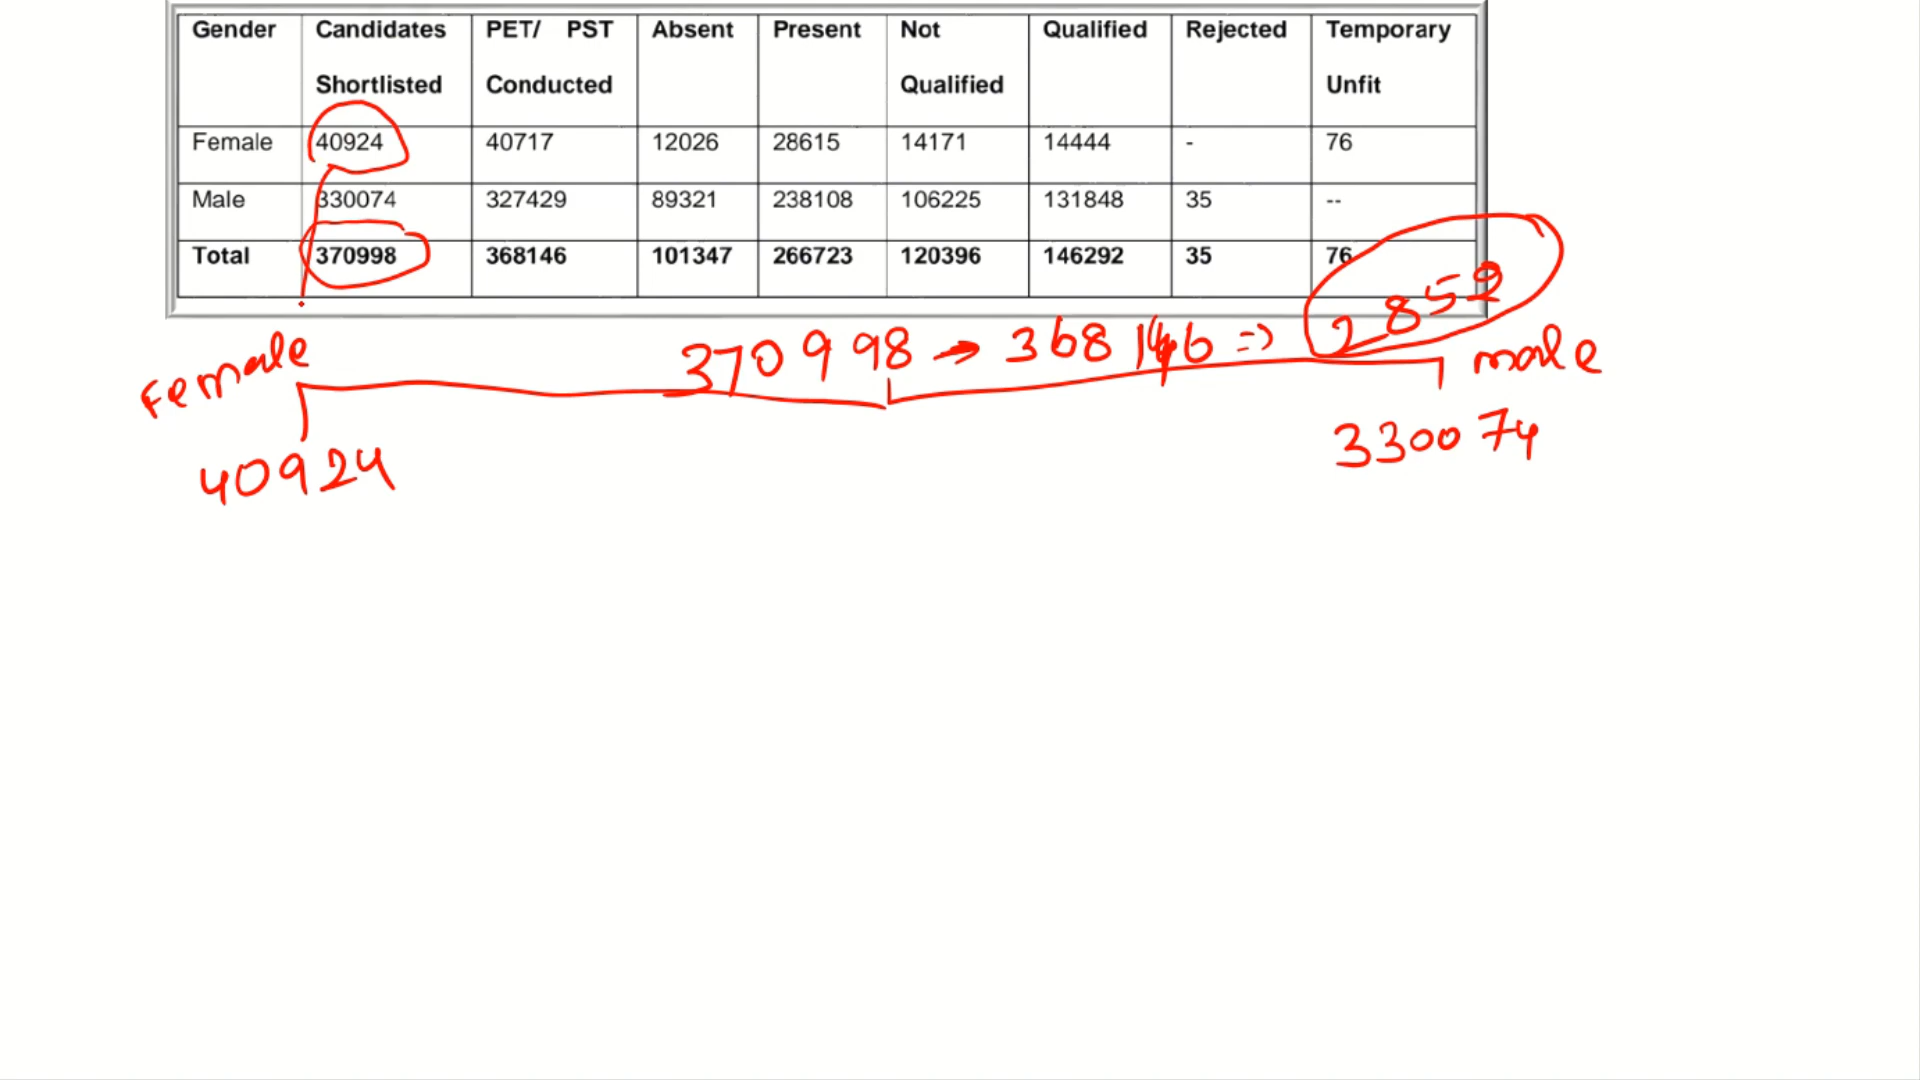 Gender Candidates Shortlisted PET/ PST Conducted Absent Present Not Qualified Qualified Rejected Temporary Unfit
Female 40924 40717 12026 28615 14171 14444 - 76
Male 330074 327429 89321 238108 106225 131848 35 --
Total 370998 368146 101347 266723 120396 146292 35 76
370998 → 368146 => 2852
Female male
40924 330074